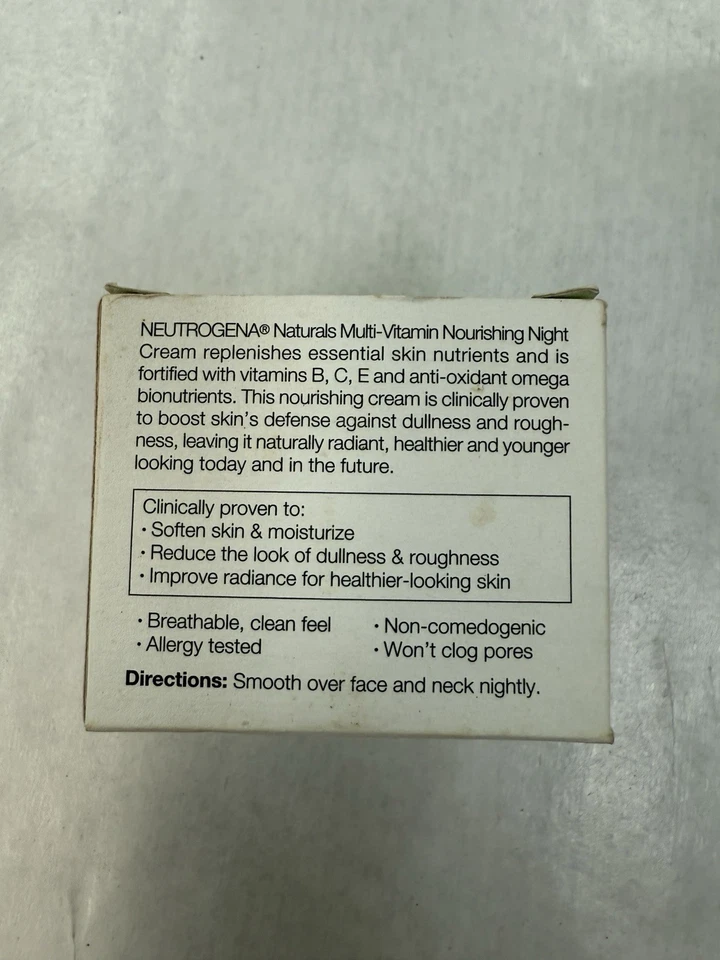 NEUTROGENA® Naturals Multi-Vitamin Nourishing Night
Cream replenishes essential skin nutrients and is
fortified with vitamins B, C, E and anti-oxidant omega
bionutrients. This nourishing cream is clinically proven
to boost skin's defense against dullness and rough-
ness, leaving it naturally radiant, healthier and younger
looking today and in the future.
Clinically proven to:
• Soften skin & moisturize
• Reduce the look of dullness & roughness
• Improve radiance for healthier-looking skin
• Breathable, clean feel • Non-comedogenic
• Allergy tested • Won't clog pores
Directions: Smooth over face and neck nightly.